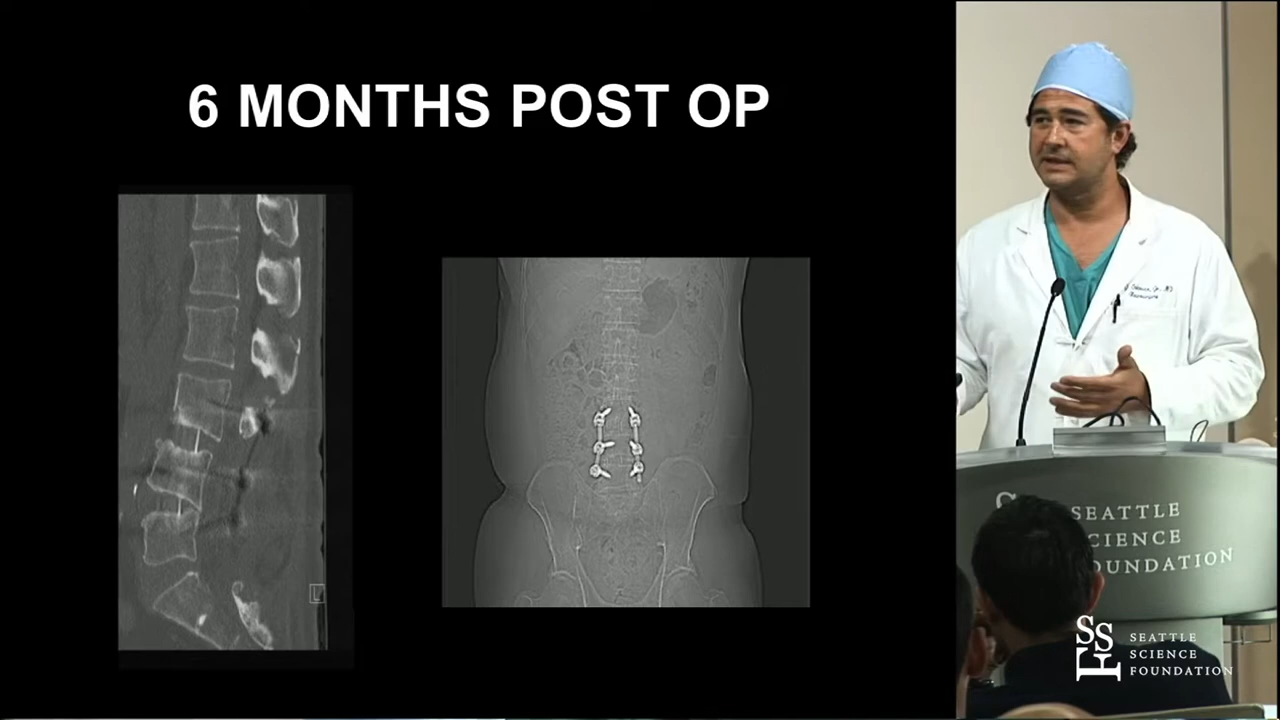 6 MONTHS POST OP
L
SEATTLE
SCIENCE
FOUNDATION
SSF
SEATTLE
SCIENCE
FOUNDATION